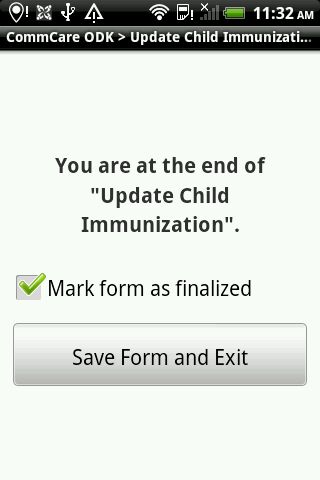 11:32 AM
CommCare ODK > Update Child Immunizati...
You are at the end of
"Update Child
Immunization".
Mark form as finalized
Save Form and Exit